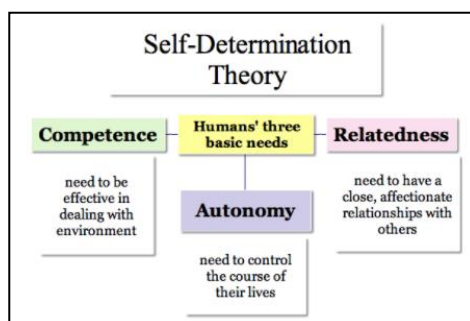 Self-Determination
Theory
Competence
Humans' three
basic needs
Relatedness
need to be
effective in
dealing with
environment
Autonomy
need to control
the course of
their lives
need to have a
close, affectionate
relationships with
others